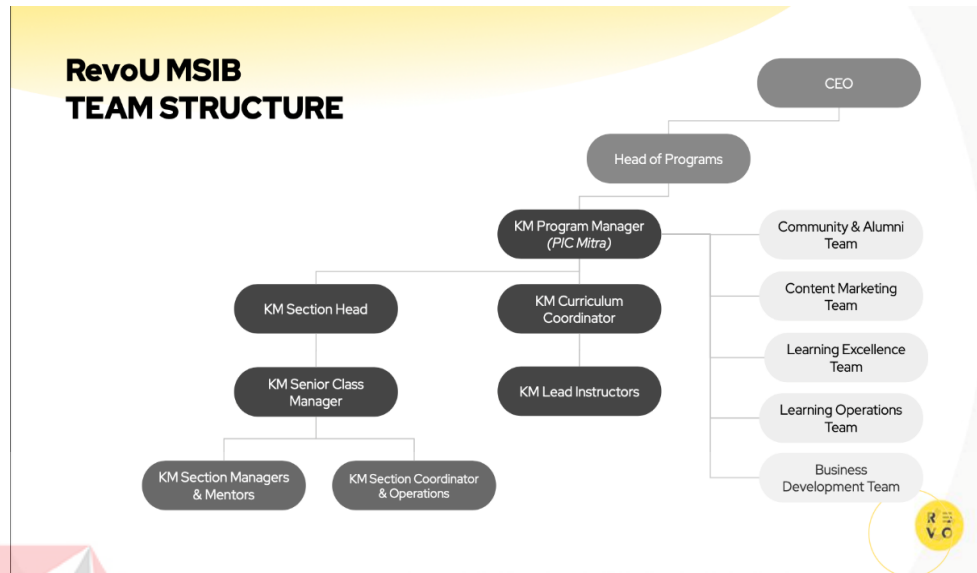 RevoU MSIB
TEAM STRUCTURE
CEO
Head of Programs
KM Program Manager
(PIC Mitra)
Community & Alumni
Team
Content Marketing
Team
KM Section Head
KM Curriculum
Coordinator
Learning Excellence
Team
KM Senior Class
Manager
KM Lead Instructors
Learning Operations
Team
KM Section Managers
& Mentors
KM Section Coordinator
& Operations
Business
Development Team